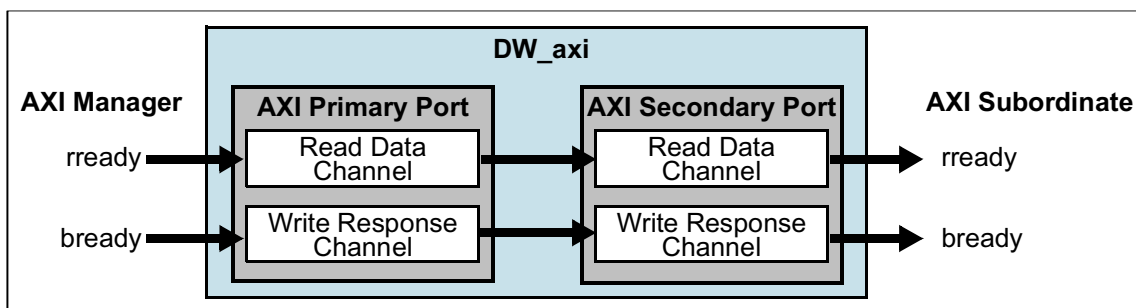 DW_axi
AXI Manager
AXI Primary Port
AXI Secondary Port
AXI Subordinate
rready
Read Data
Channel
Read Data
Channel
rready
bready
Write Response
Channel
Write Response
Channel
bready